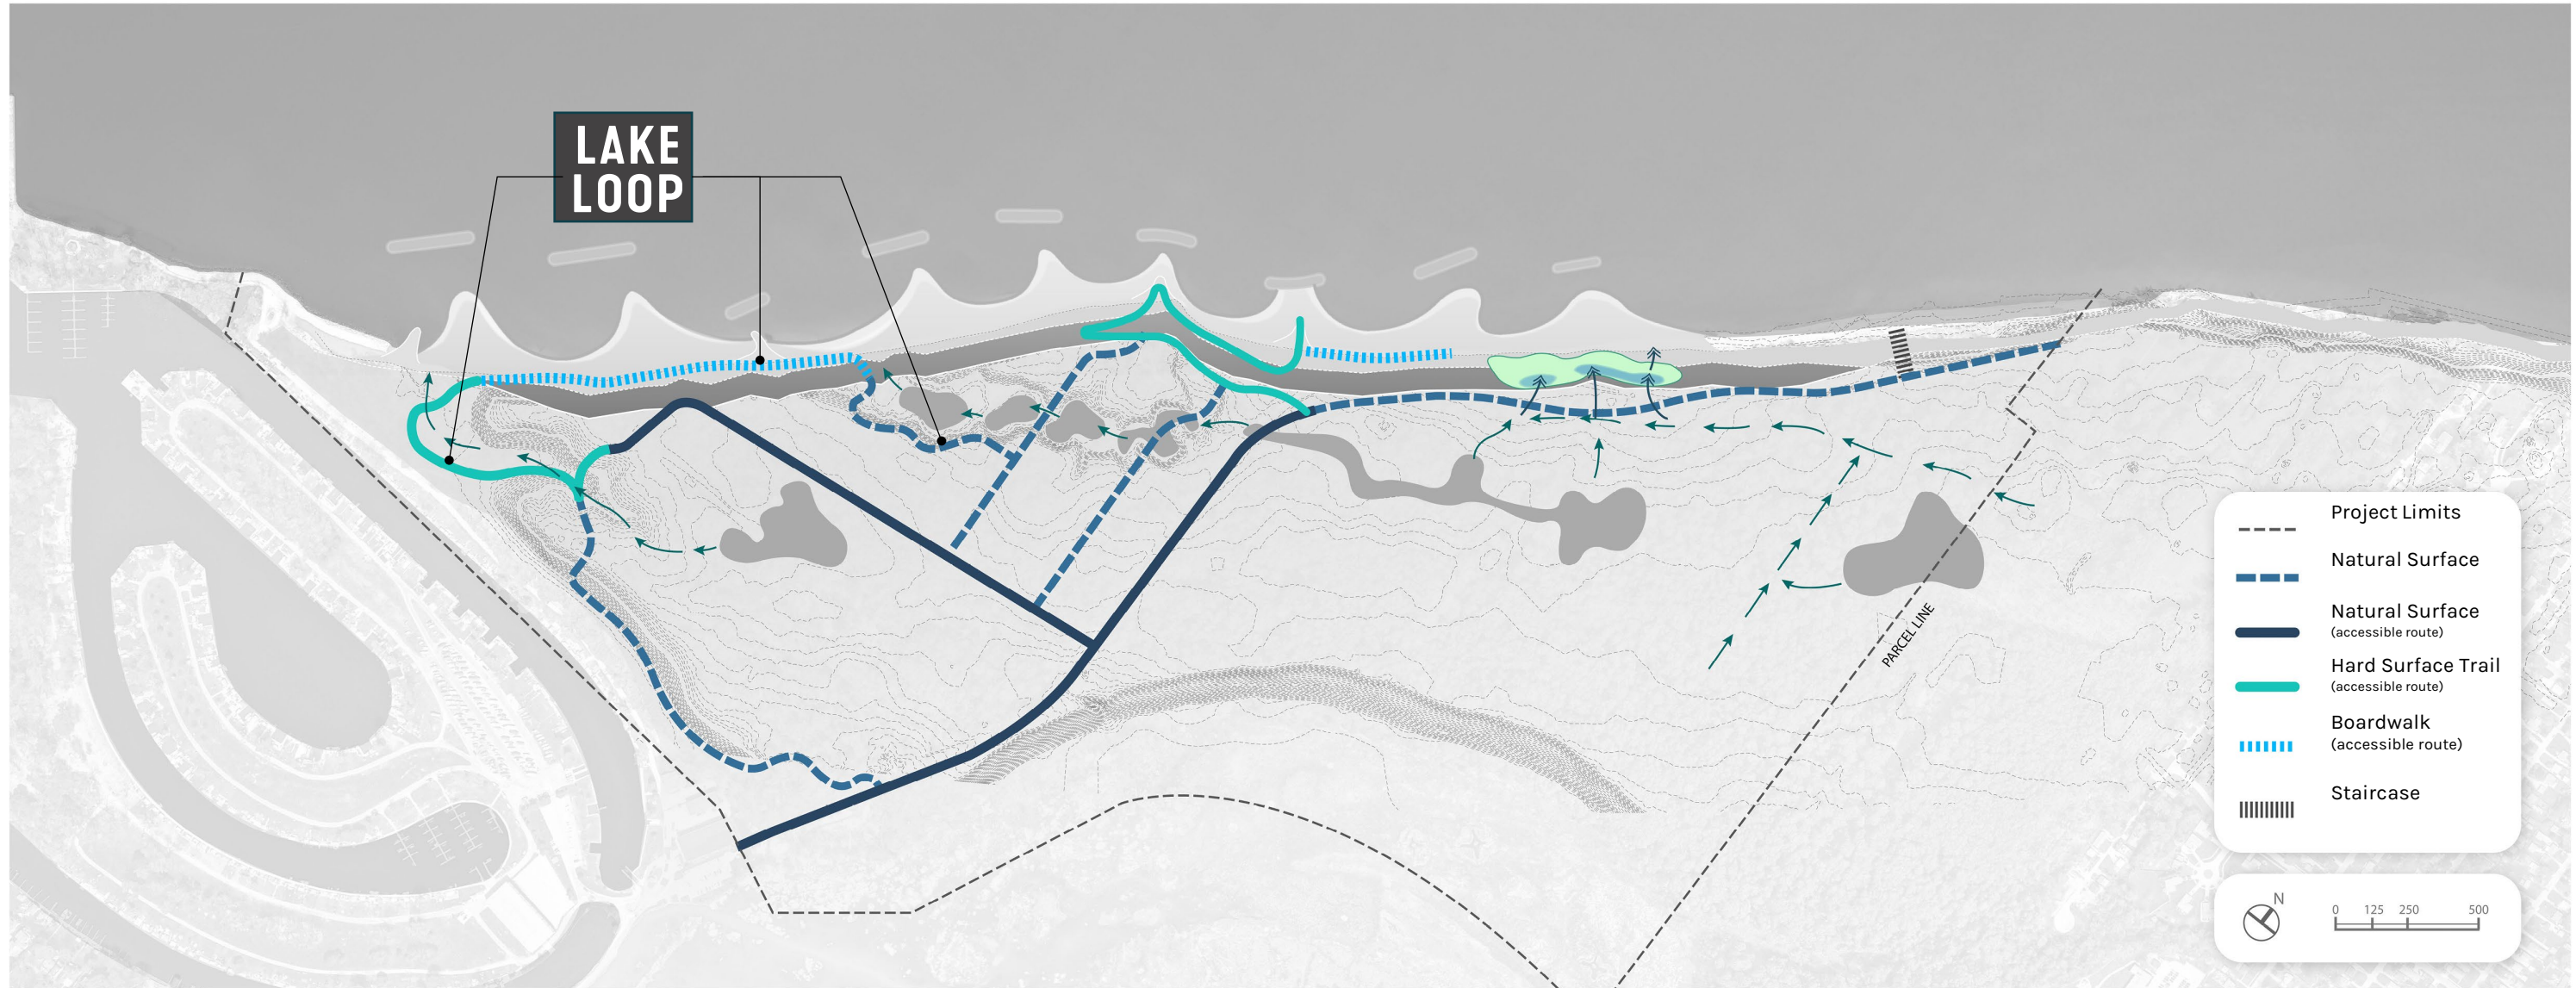 LAKE
LOOP
PARCEL LINE
Project Limits
Natural Surface
Natural Surface
(accessible route)
Hard Surface Trail
(accessible route)
Boardwalk
(accessible route)
Staircase
N
0 125 250 500